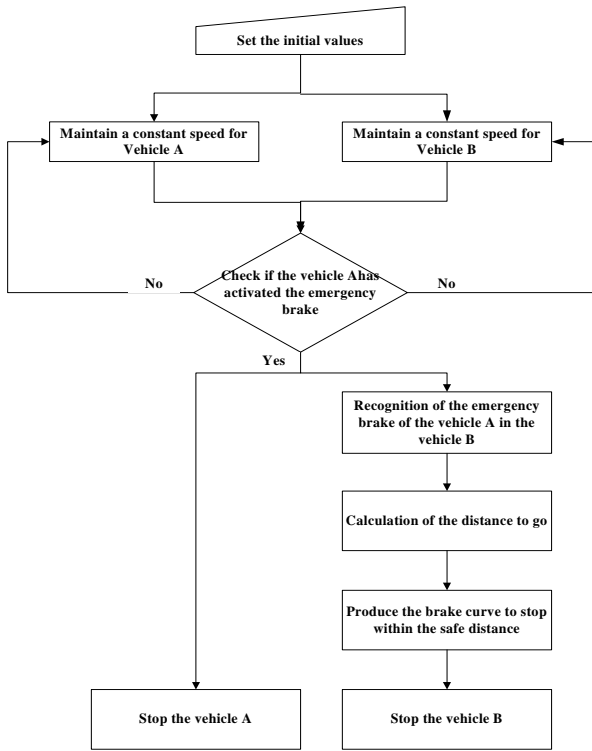 Set the initial values
Maintain a constant speed for
Vehicle A
Maintain a constant speed for
Vehicle B
Check if the vehicle Ahas
activated the emergency
brake
No
No
Yes
Recognition of the emergency
brake of the vehicle A in the
vehicle B
Calculation of the distance to go
Produce the brake curve to stop
within the safe distance
Stop the vehicle A
Stop the vehicle B